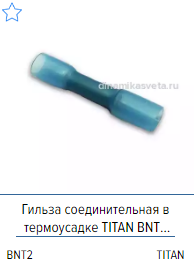 dinamikasveta.ru
Гильза соединительная в
термоусадке TITAN BNT...
BNT2 TITAN